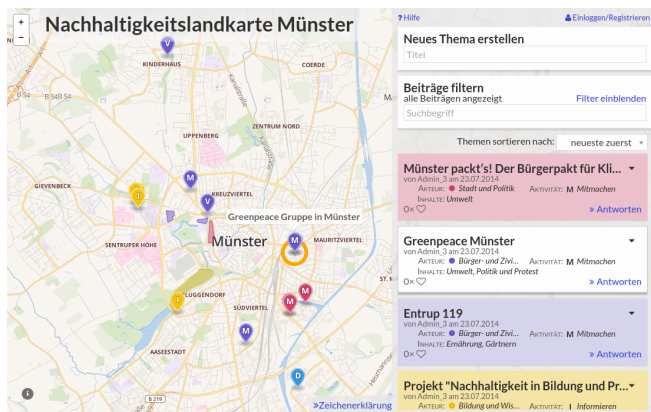 +
−
Nachhaltigkeitslandkarte Münster
V
KINDERHAUS
COERDE
Kanalstraße
B 54 B 54
UPPENBERG
ZENTRUM NORD
GIEVENBECK
M
KREUZVIERTEL
I
V
Greenpeace Gruppe in Münster
SENTRUPER HÖHE
Münster
M
MAURITZVIERTEL
I
PLUGGENDORF
SÜDVIERTEL
M
M
M
AASEESTADT
D
B 219
i
»Zeichenerklärung
? Hilfe
Einloggen/Registrieren
Neues Thema erstellen
Titel
Beiträge filtern
alle Beiträgen angezeigt
Filter einblenden
Suchbegriff
Themen sortieren nach: neueste zuerst
Münster packt's! Der Bürgerpakt für Kli...
von Admin_3 am 23.07.2014
Akteur: Stadt und Politik Aktivität: M Mitmachen
Inhalte: Umwelt
0× » Antworten
Greenpeace Münster
von Admin_3 am 23.07.2014
Akteur: Bürger- und Zivi... Aktivität: M Mitmachen
Inhalte: Umwelt, Politik und Protest
0× » Antworten
Entrup 119
von Admin_3 am 23.07.2014
Akteur: Bürger- und Zivi... Aktivität: M Mitmachen
Inhalte: Ernährung, Gärtnern
0× » Antworten
Projekt "Nachhaltigkeit in Bildung und Pr...
von Admin_3 am 23.07.2014
Akteur: Bildung und Wis... Aktivität: I Informieren